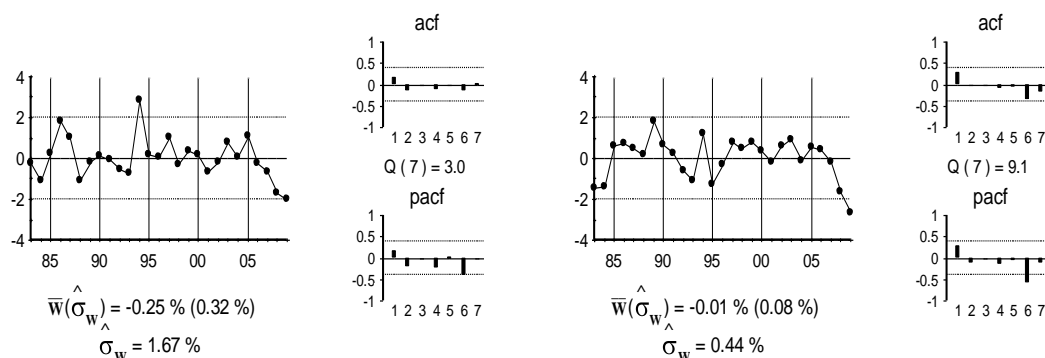 acf
1
0.5
0
-0.5
-1
1 2 3 4 5 6 7
Q ( 7 ) = 3.0
4
2
0
-2
-4
85 90 95 00 05
pacf
1
0.5
0
-0.5
-1
1 2 3 4 5 6 7
w̅(σ̂w) = -0.25 % (0.32 %)
σ̂w = 1.67 %
acf
1
0.5
0
-0.5
-1
1 2 3 4 5 6 7
Q ( 7 ) = 9.1
4
2
0
-2
-4
85 90 95 00 05
pacf
1
0.5
0
-0.5
-1
1 2 3 4 5 6 7
w̅(σ̂w) = -0.01 % (0.08 %)
σ̂w = 0.44 %